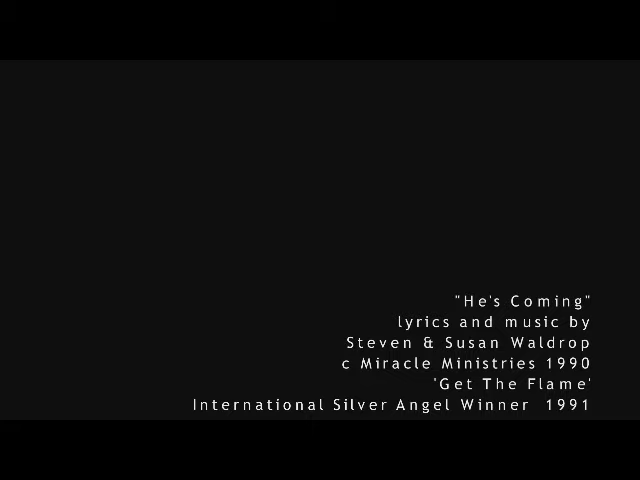 "He's Coming"
lyrics and music by
Steven & Susan Waldrop
c Miracle Ministries 1990
'Get The Flame'
International Silver Angel Winner 1991